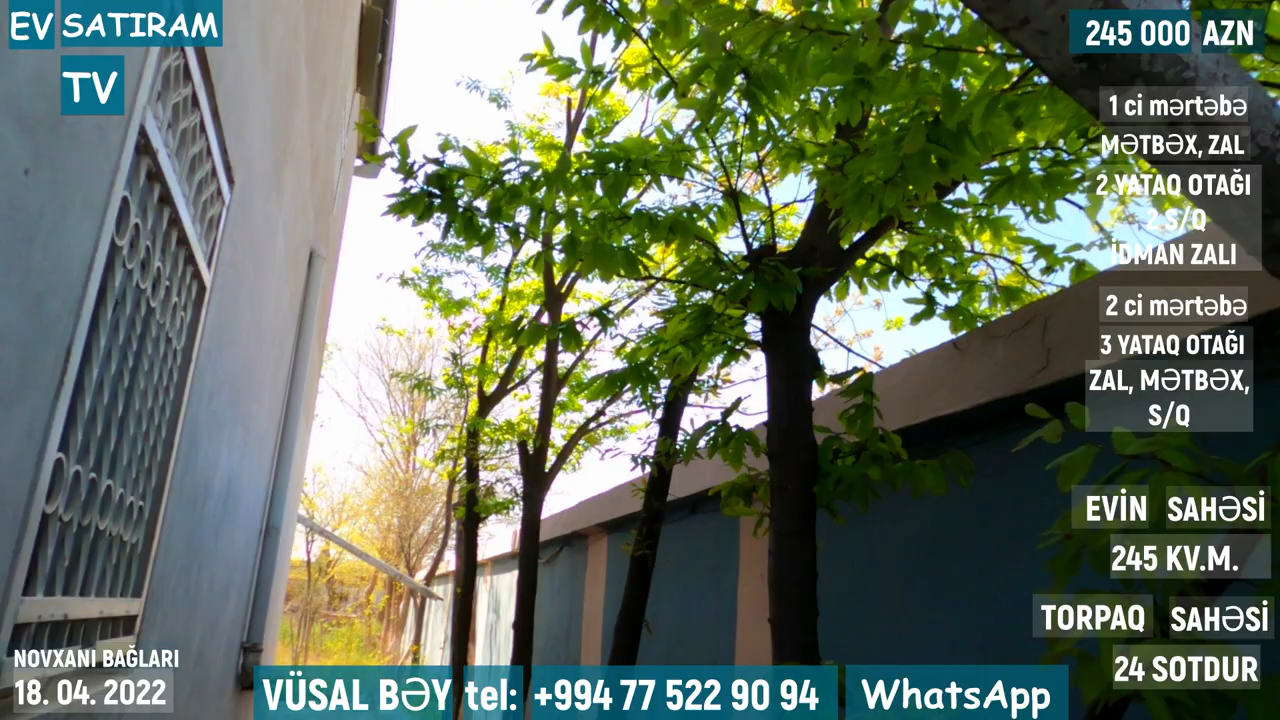 EV SATIRAM
TV
245 000 AZN
1 ci mərtəbə
MƏTBƏX, ZAL
2 YATAQ OTAĞI
2 S/Q
İDMAN ZALI
2 ci mərtəbə
3 YATAQ OTAĞI
ZAL, MƏTBƏX,
S/Q
EVİN SAHƏSİ
245 KV.M.
TORPAQ SAHƏSİ
24 SOTDUR
NOVXANI BAĞLARI
18. 04. 2022
VÜSAL BƏY tel: +994 77 522 90 94 WhatsApp